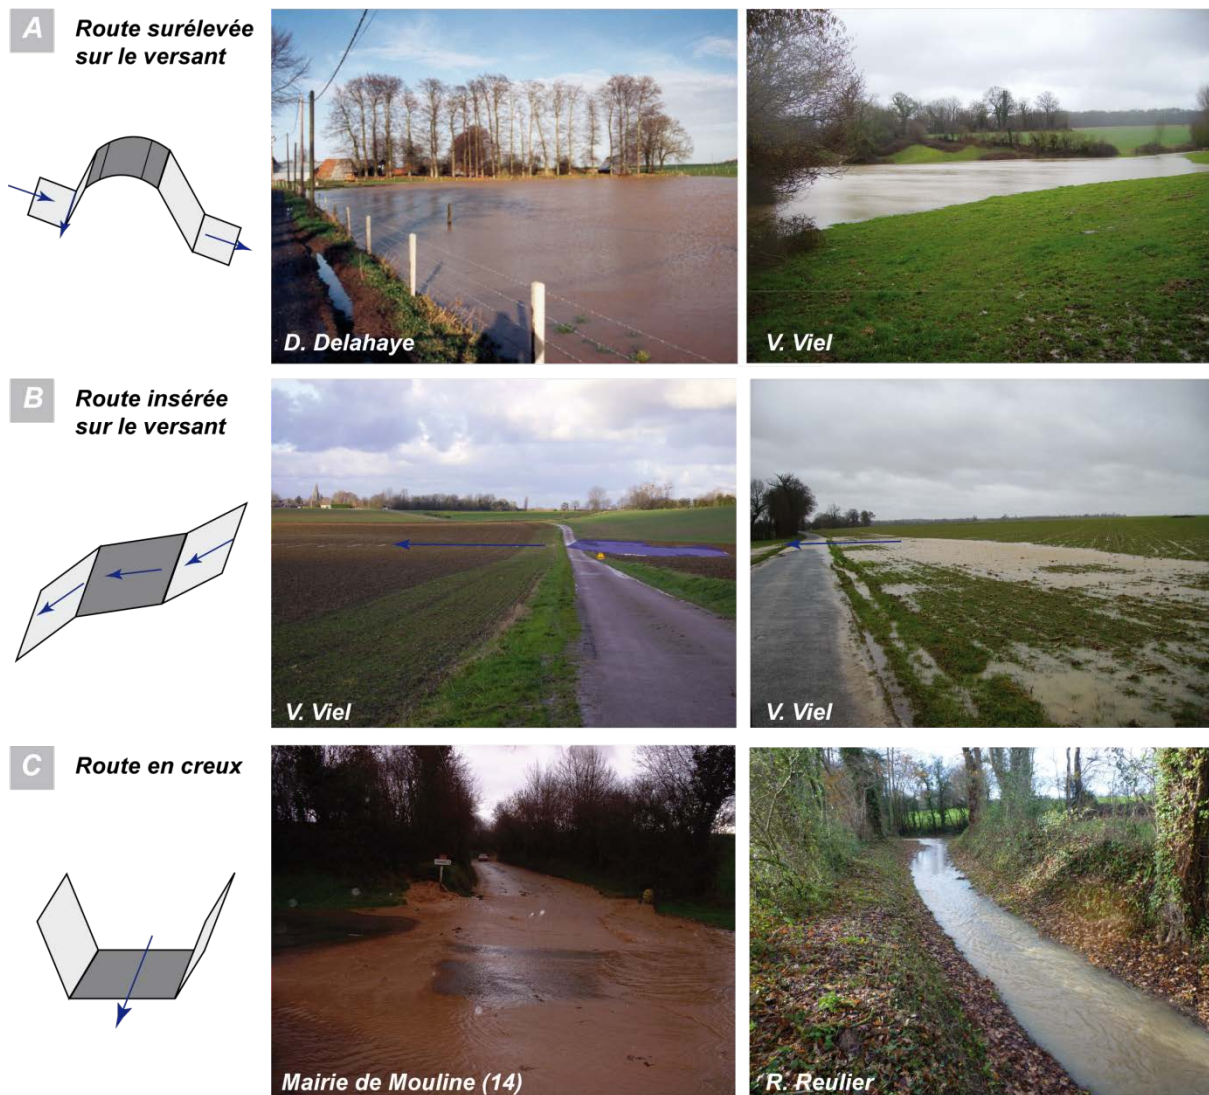 A
Route surélevée
sur le versant
D. Delahaye
V. Viel
B
Route insérée
sur le versant
V. Viel
V. Viel
C
Route en creux
Mairie de Mouline (14)
R. Reulier